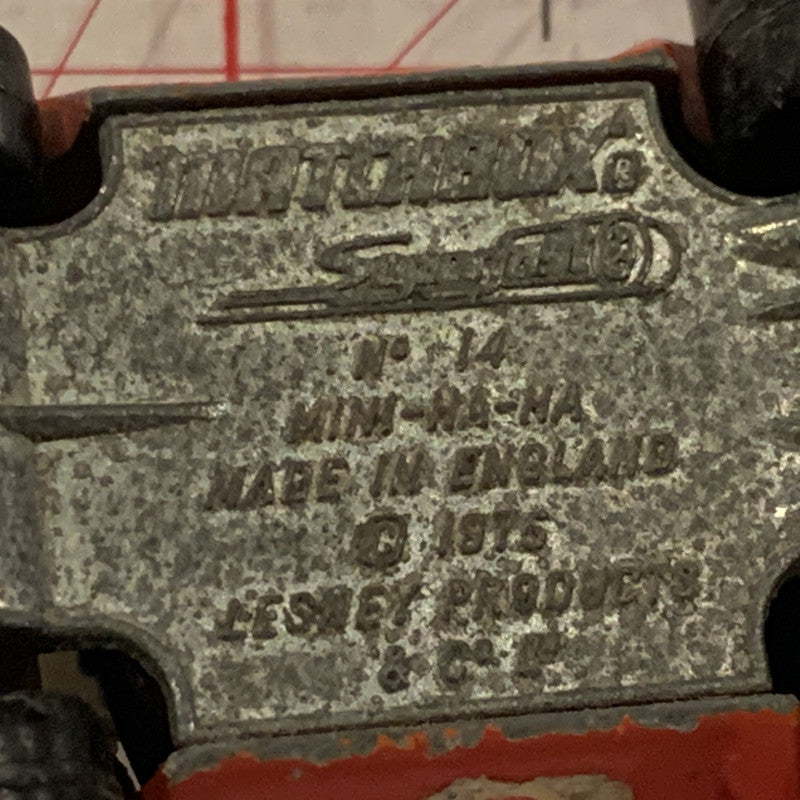 MATCHBOX ®
Superfast ®
Nº 14
MINI-HA-HA
MADE IN ENGLAND
© 1975
LESNEY PRODUCTS
& Cº Lᵀᴰ